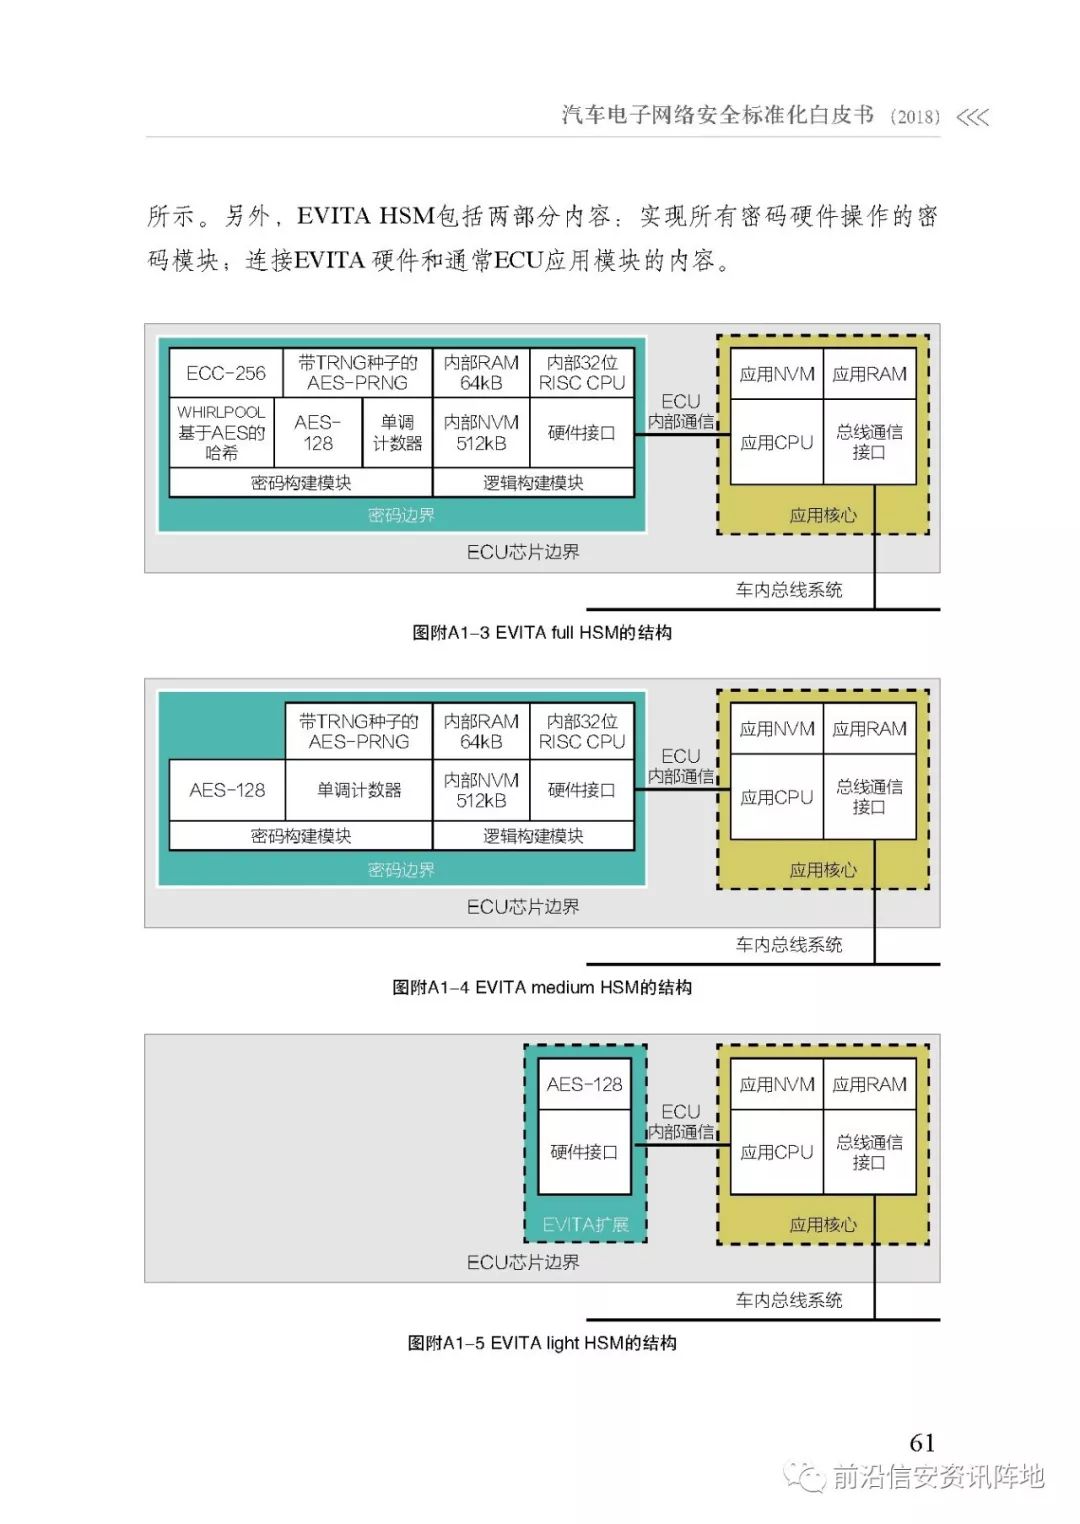 汽车电子网络安全标准化白皮书 (2018)
所示。另外，EVITA HSM包括两部分内容：实现所有密码硬件操作的密
码模块；连接EVITA 硬件和通常ECU应用模块的内容。
ECC-256
带TRNG种子的
AES-PRNG
内部RAM
64kB
内部32位
RISC CPU
WHIRLPOOL
基于AES的
哈希
AES-
128
单调
计数器
内部NVM
512kB
硬件接口
密码构建模块
逻辑构建模块
密码边界
ECU
内部通信
应用NVM
应用RAM
应用CPU
总线通信
接口
应用核心
ECU芯片边界
车内总线系统
图附A1-3 EVITA full HSM的结构
带TRNG种子的
AES-PRNG
内部RAM
64kB
内部32位
RISC CPU
AES-128
单调计数器
内部NVM
512kB
硬件接口
密码构建模块
逻辑构建模块
密码边界
ECU
内部通信
应用NVM
应用RAM
应用CPU
总线通信
接口
应用核心
ECU芯片边界
车内总线系统
图附A1-4 EVITA medium HSM的结构
AES-128
硬件接口
EVITA扩展
ECU
内部通信
应用NVM
应用RAM
应用CPU
总线通信
接口
应用核心
ECU芯片边界
车内总线系统
图附A1-5 EVITA light HSM的结构
61
前沿信安资讯阵地